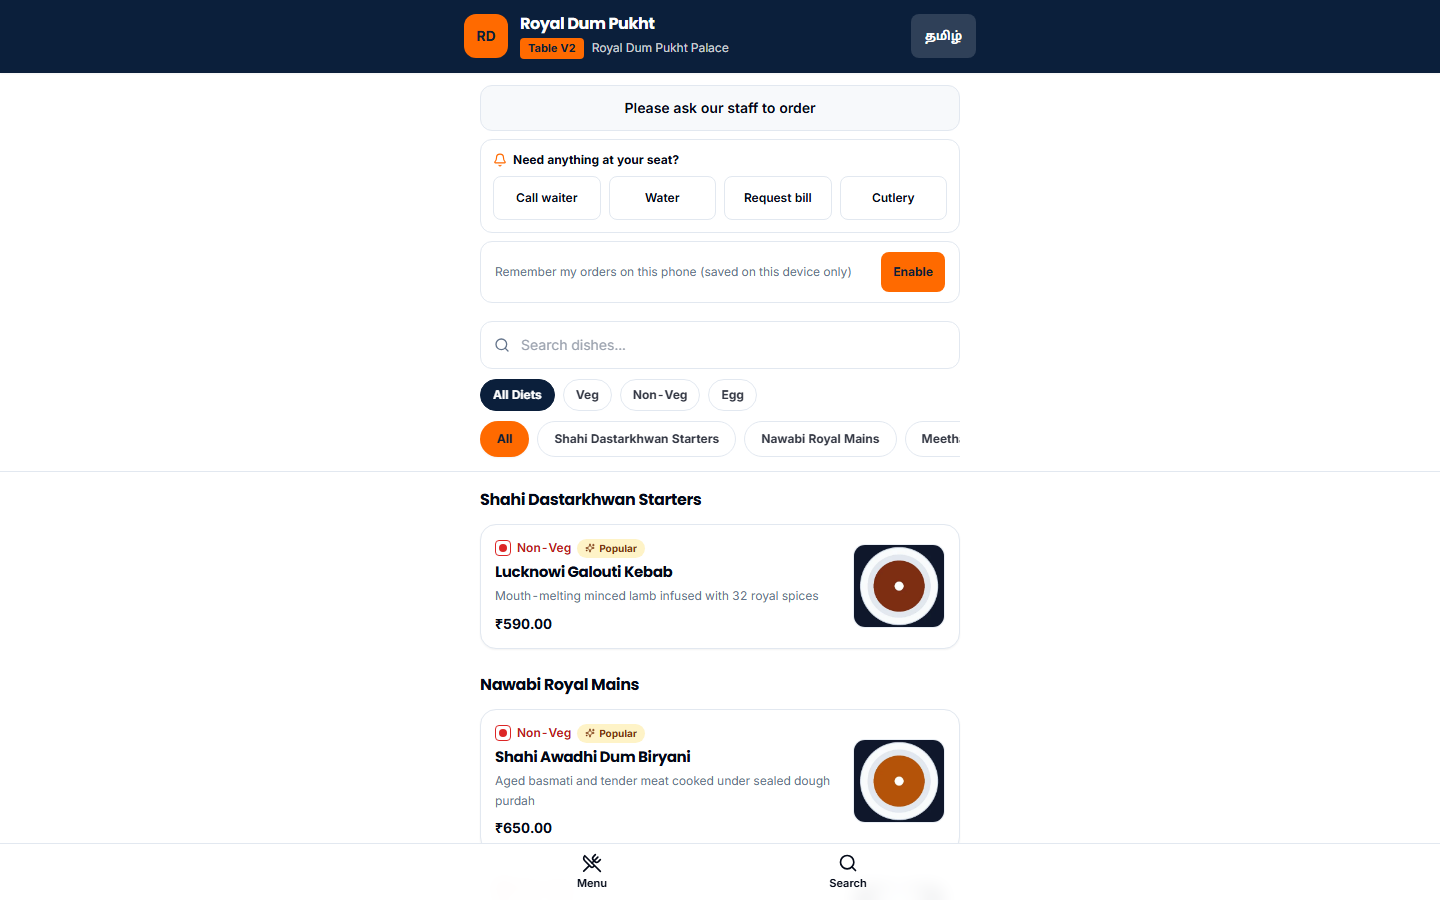 RD
Royal Dum Pukht
Table V2 Royal Dum Pukht Palace
தமிழ்
Please ask our staff to order
Need anything at your seat?
Call waiter
Water
Request bill
Cutlery
Remember my orders on this phone (saved on this device only)
Enable
Search dishes...
All Diets
Veg
Non-Veg
Egg
All
Shahi Dastarkhwan Starters
Nawabi Royal Mains
Shahi Dastarkhwan Starters
Non-Veg Popular
Lucknowi Galouti Kebab
Mouth-melting minced lamb infused with 32 royal spices
₹590.00
Nawabi Royal Mains
Non-Veg Popular
Shahi Awadhi Dum Biryani
Aged basmati and tender meat cooked under sealed dough
purdah
₹650.00
Menu
Search